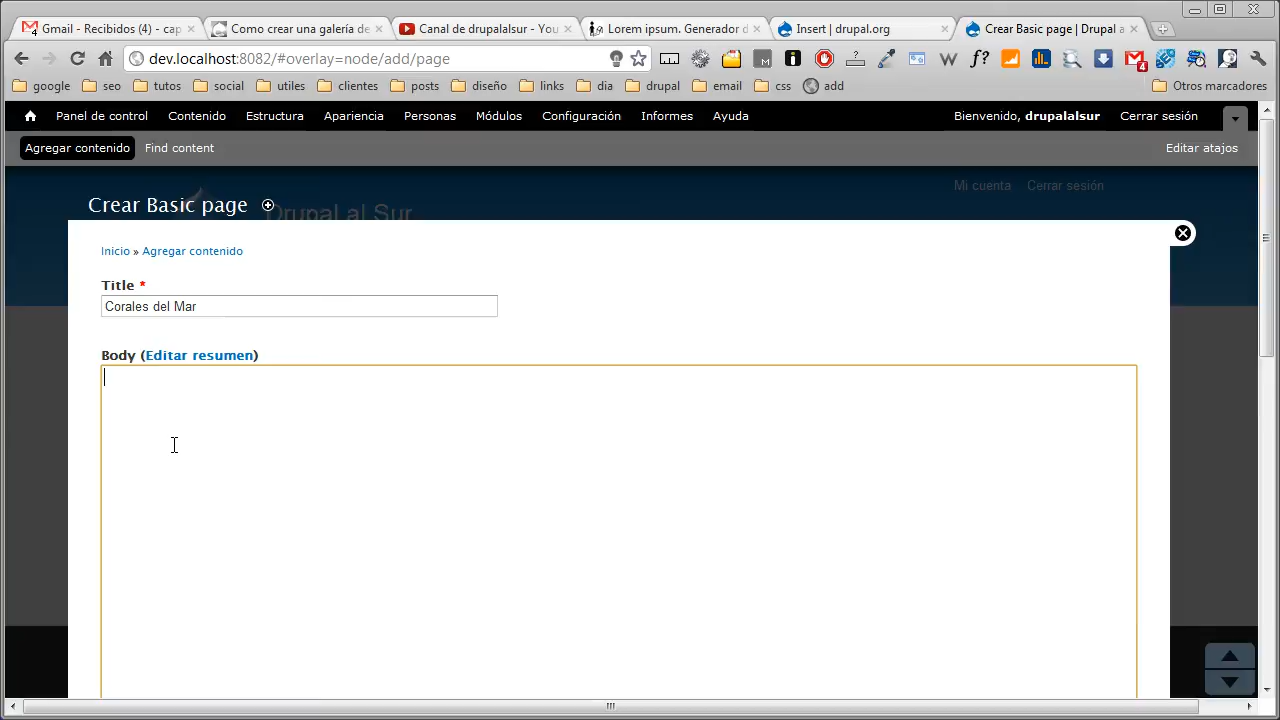 Gmail - Recibidos (4) - cap
Como crear una galería de
Canal de drupalalsur - You
Lorem ipsum. Generador d
Insert | drupal.org
Crear Basic page | Drupal a
dev.localhost:8082/#overlay=node/add/page
google seo tutos social utiles clientes posts diseño links dia drupal email css add Otros marcadores
Panel de control Contenido Estructura Apariencia Personas Módulos Configuración Informes Ayuda Bienvenido, drupalalsur Cerrar sesión
Agregar contenido Find content Editar atajos
Mi cuenta Cerrar sesión
Crear Basic page
Drupal al Sur
Inicio » Agregar contenido
Title *
Corales del Mar
Body (Editar resumen)